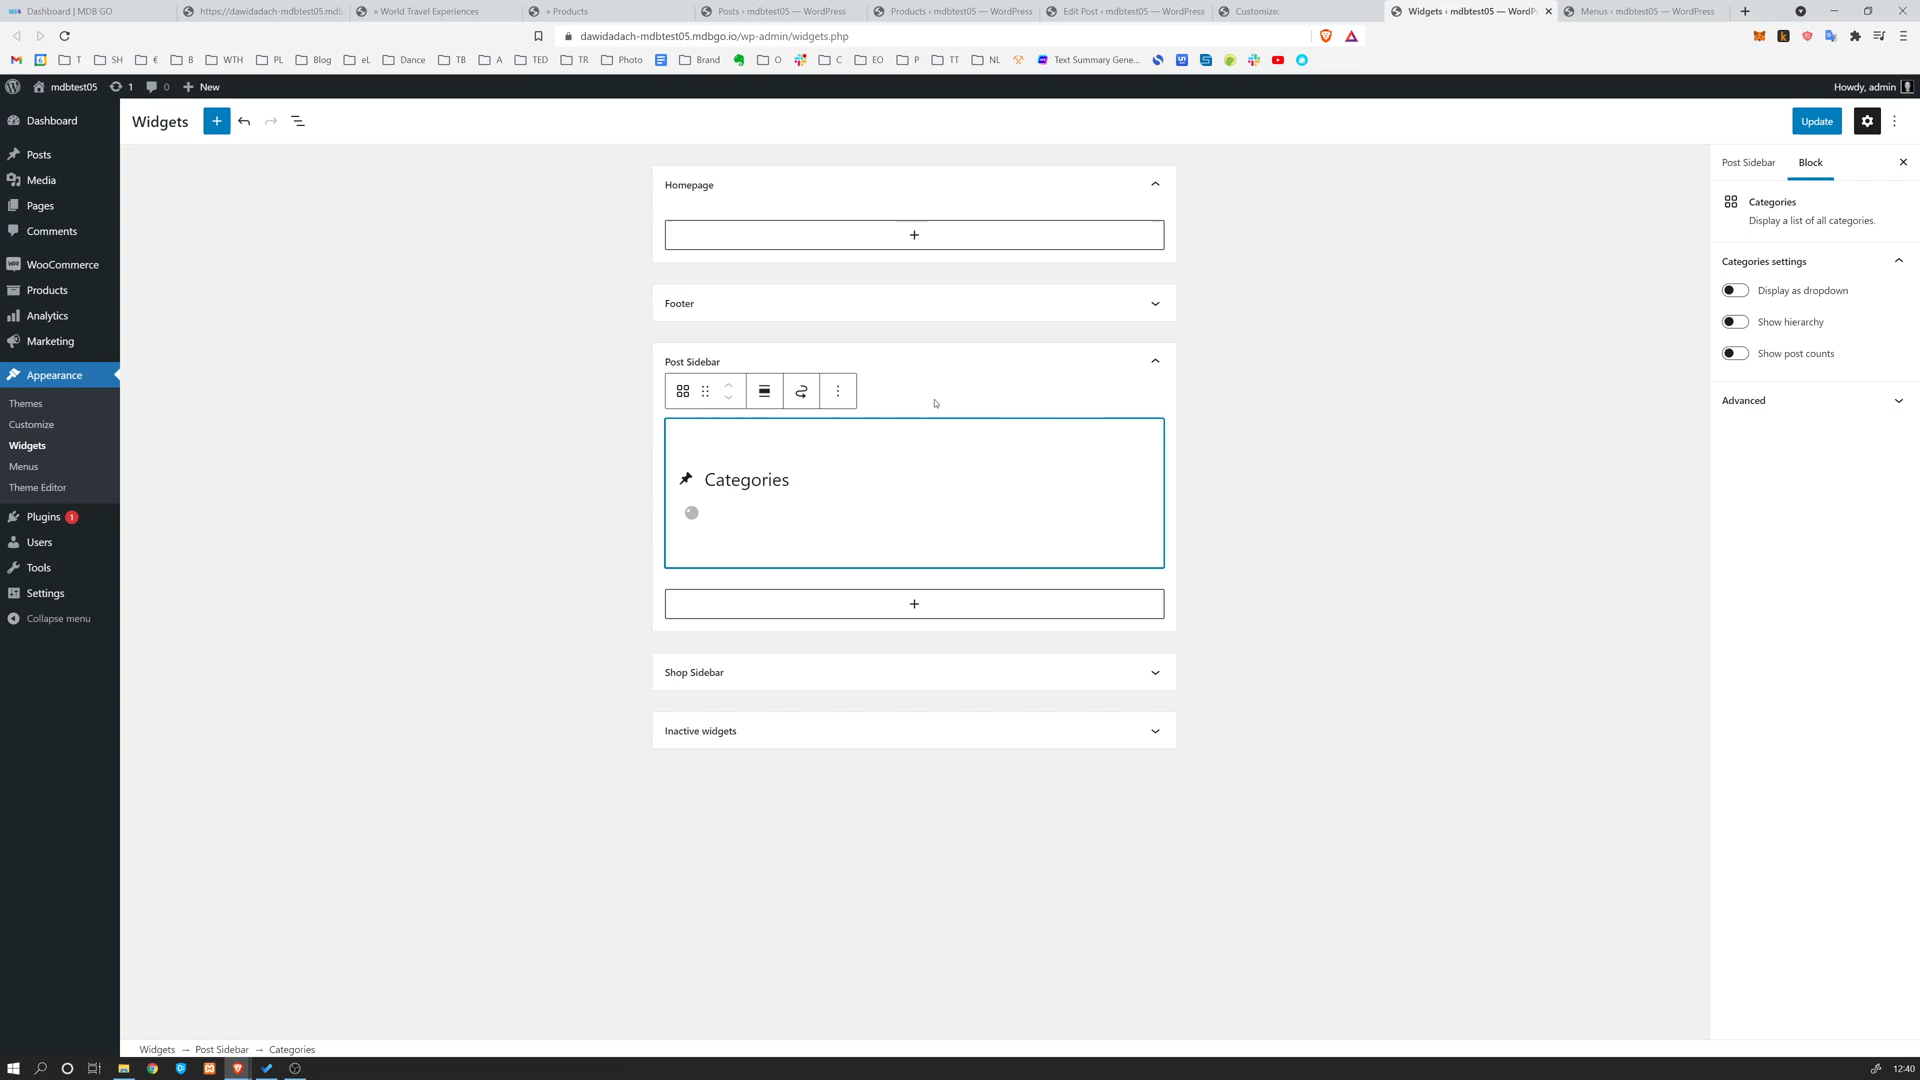 Dashboard | MDB GO
https://dawidadach-mdbtest05.mdb
» World Travel Experiences
» Products
Posts ‹ mdbtest05 — WordPress
Products ‹ mdbtest05 — WordPress
Edit Post ‹ mdbtest05 — WordPress
Customize:
Widgets ‹ mdbtest05 — WordP
Menus ‹ mdbtest05 — WordPress
dawidadach-mdbtest05.mdbgo.io/wp-admin/widgets.php
T
SH
€
B
WTH
PL
Blog
eL
Dance
TB
A
TED
TR
Photo
Brand
O
C
EO
P
TT
NL
Text Summary Gene...
mdbtest05
1
0
New
Howdy, admin
Dashboard
Posts
Media
Pages
Comments
WooCommerce
Products
Analytics
Marketing
Appearance
Themes
Customize
Widgets
Menus
Theme Editor
Plugins 1
Users
Tools
Settings
Collapse menu
Widgets
Update
Homepage
Footer
Post Sidebar
Categories
Shop Sidebar
Inactive widgets
Post Sidebar
Block
Categories
Display a list of all categories.
Categories settings
Display as dropdown
Show hierarchy
Show post counts
Advanced
Widgets → Post Sidebar → Categories
12:40